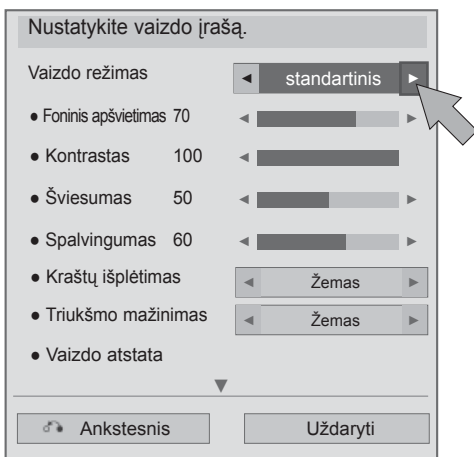 Nustatykite vaizdo įrašą.
Vaizdo režimas ◄ standartinis ►
● Foninis apšvietimas 70 ◄ ►
● Kontrastas 100 ◄
● Šviesumas 50 ◄ ►
● Spalvingumas 60 ◄ ►
● Kraštų išplėtimas ◄ Žemas ►
● Triukšmo mažinimas ◄ Žemas ►
● Vaizdo atstata
▼
Ankstesnis Uždaryti